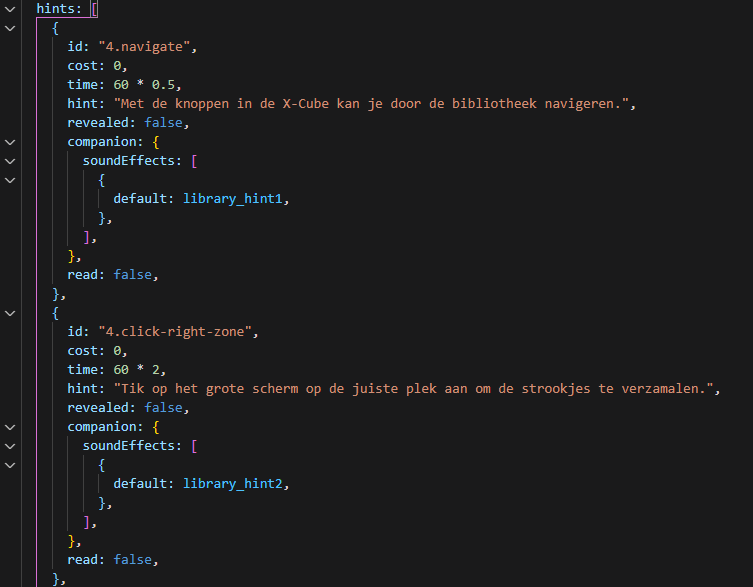 hints: [
{
id: "4.navigate",
cost: 0,
time: 60 * 0.5,
hint: "Met de knoppen in de X-Cube kan je door de bibliotheek navigeren.",
revealed: false,
companion: {
soundEffects: [
{
default: library_hint1,
},
],
},
read: false,
},
{
id: "4.click-right-zone",
cost: 0,
time: 60 * 2,
hint: "Tik op het grote scherm op de juiste plek aan om de strookjes te verzamalen.",
revealed: false,
companion: {
soundEffects: [
{
default: library_hint2,
},
],
},
read: false,
},